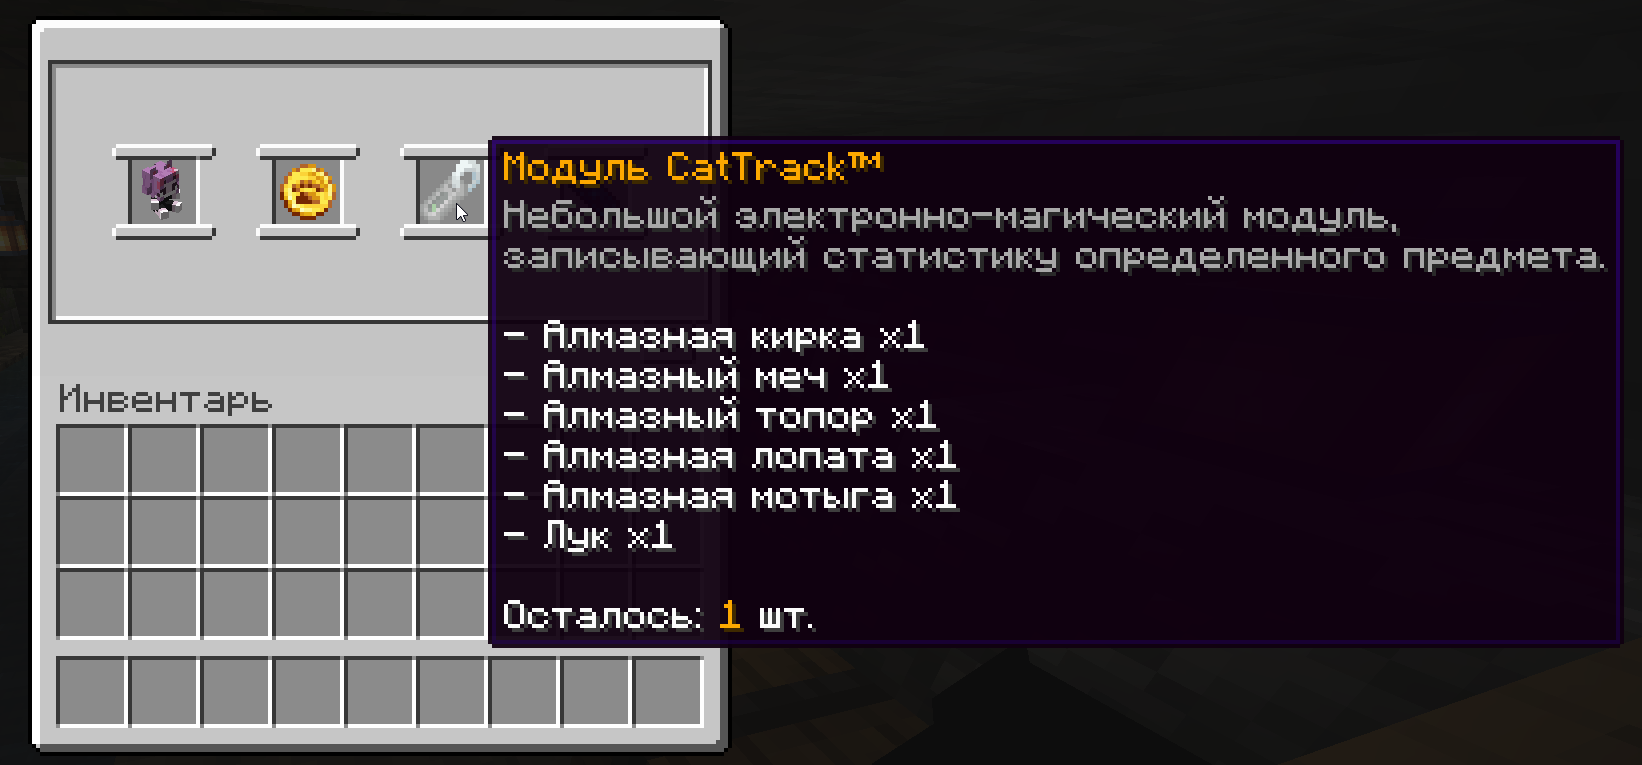 Модуль CatTrack™
Небольшой электронно-магический модуль,
записывающий статистику определенного предмета.
- Алмазная кирка x1
- Алмазный меч x1
- Алмазный топор x1
- Алмазная лопата x1
- Алмазная мотыга x1
- Лук x1
Осталось: 1 шт.
Инвентарь